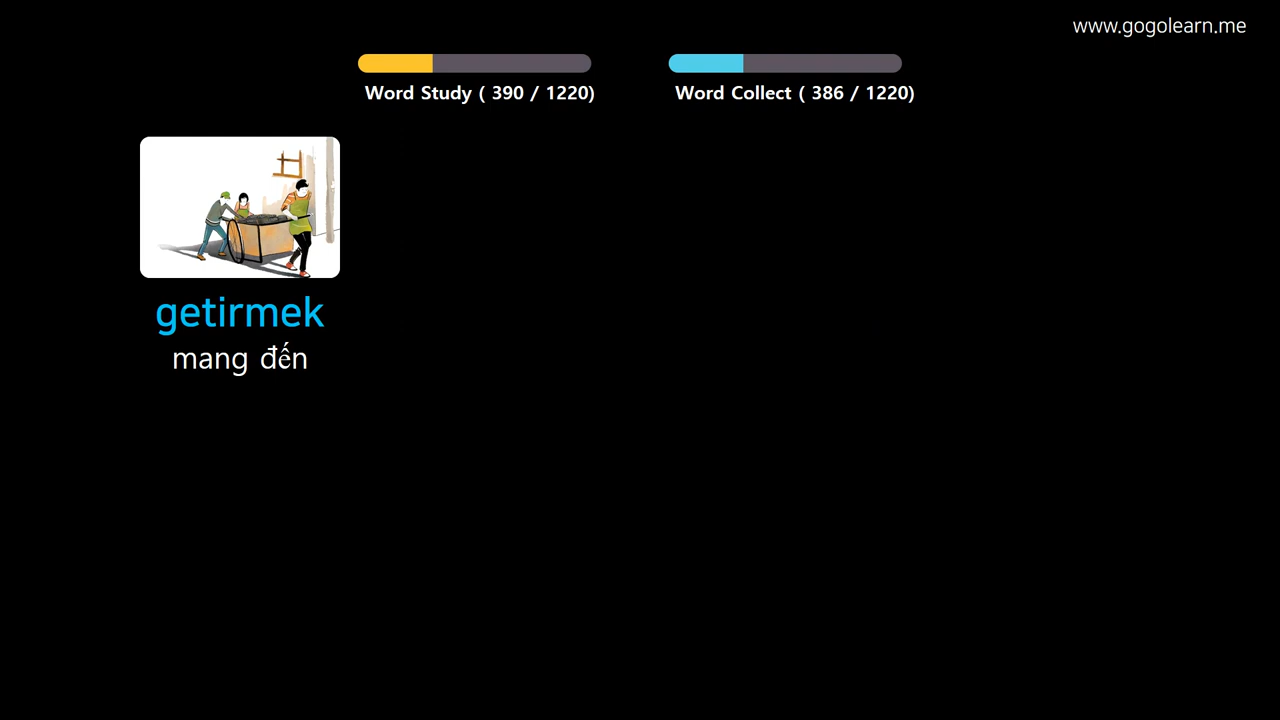 www.gogolearn.me
Word Study ( 390 / 1220)
Word Collect ( 386 / 1220)
getirmek
mang đến